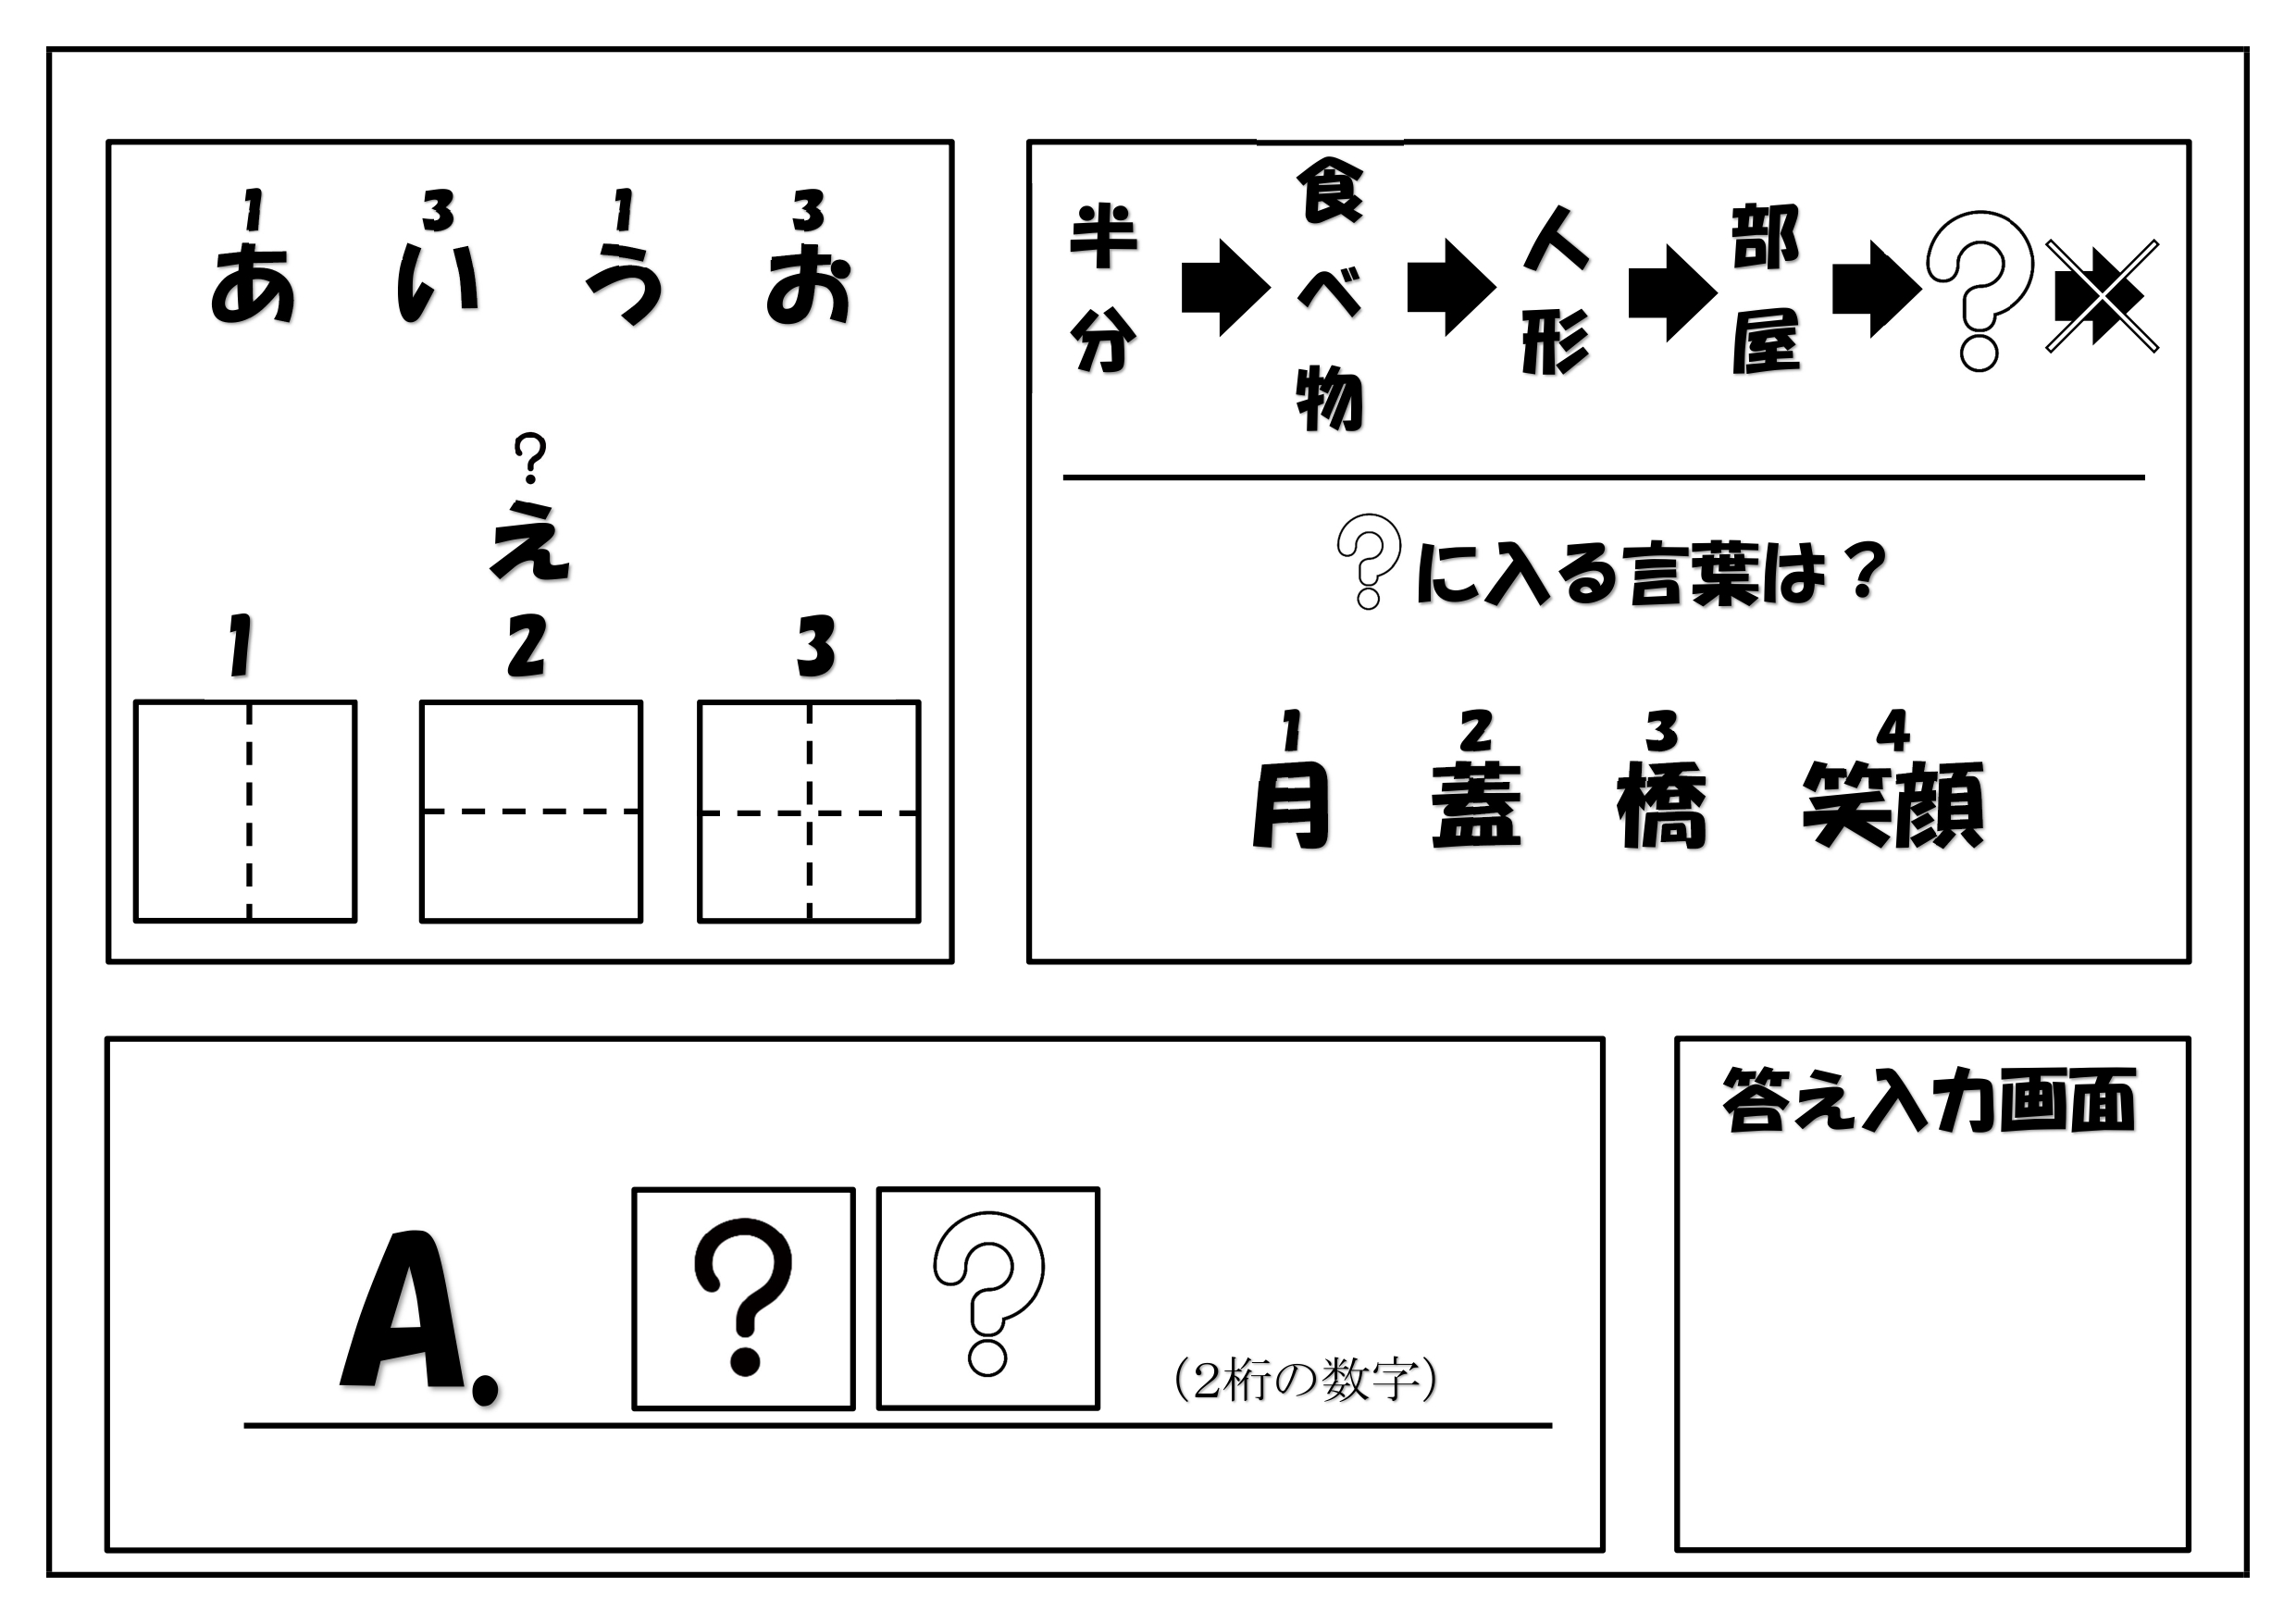 1 3 1 3
あ い う お
?
え
1 2 3
半分 食べ物 人形 部屋 ?
?に入る言葉は?
1 2 3 4
月 蓋 橋 笑顔
A. ? ? (2桁の数字)
答え入力画面